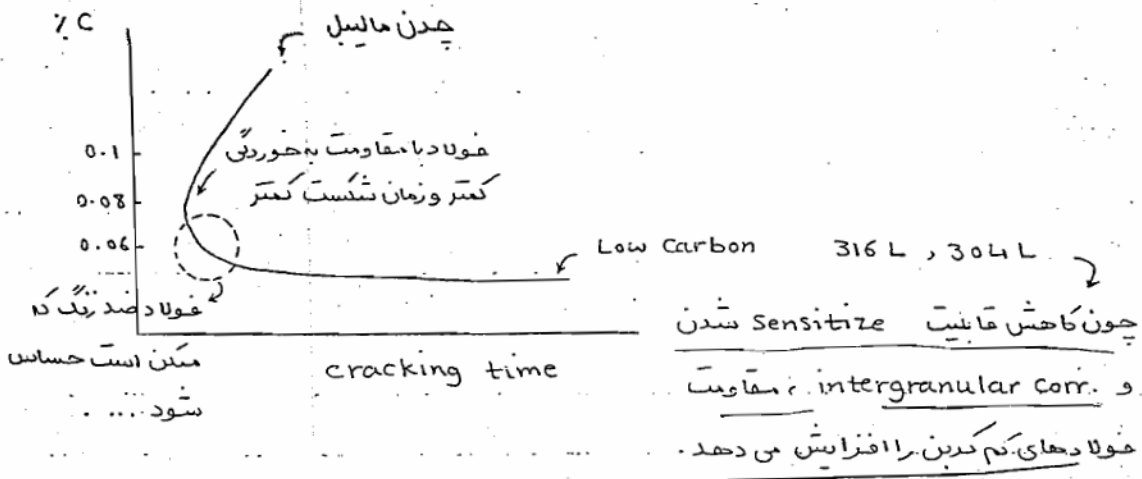 % C
چدن مالیبل
0.1
فولاد با مقاومت به خوردگی
0.08
کمتر و زمان شکست کمتر
0.06
Low Carbon 316 L , 304 L
فولاد ضد زنگ که
ممکن است حساس
شود ....
cracking time
چون کاهش قابلیت Sensitize شدن
و intergranular corr. ، مقاومت
فولادهای کم کربن را افزایش می دهد .